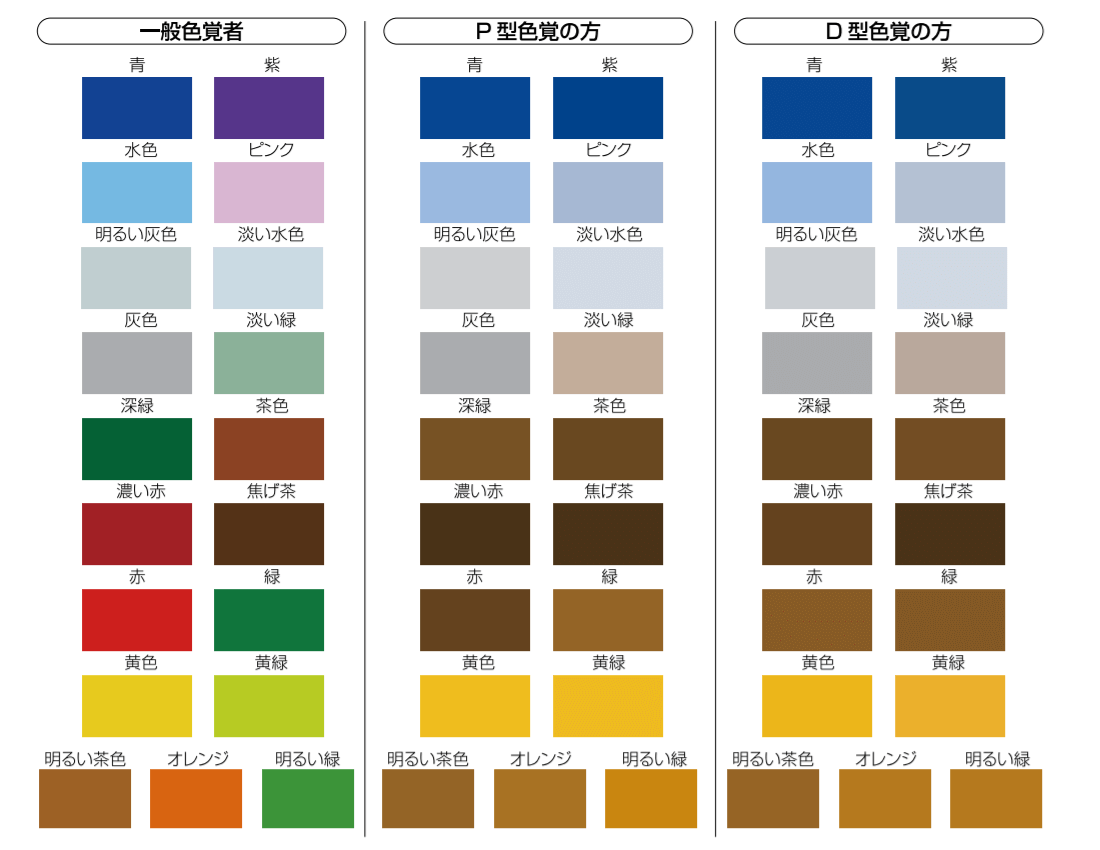 一般色覚者
P型色覚の方
D型色覚の方
青 紫
青 紫
青 紫
水色 ピンク
水色 ピンク
水色 ピンク
明るい灰色 淡い水色
明るい灰色 淡い水色
明るい灰色 淡い水色
灰色 淡い緑
灰色 淡い緑
灰色 淡い緑
深緑 茶色
深緑 茶色
深緑 茶色
濃い赤 焦げ茶
濃い赤 焦げ茶
濃い赤 焦げ茶
赤 緑
赤 緑
赤 緑
黄色 黄緑
黄色 黄緑
黄色 黄緑
明るい茶色 オレンジ 明るい緑
明るい茶色 オレンジ 明るい緑
明るい茶色 オレンジ 明るい緑